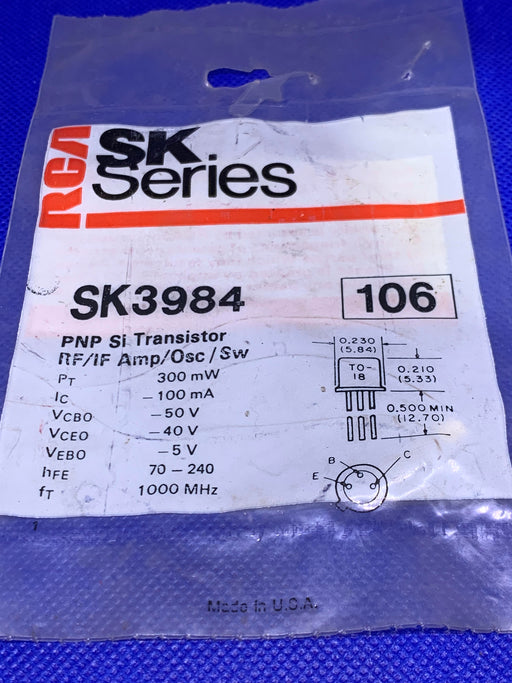 RCA
SK
Series
SK3984
106
PNP Si Transistor
RF/IF Amp/Osc/Sw
PT 300 mW
IC −100 mA
VCBO −50 V
VCEO −40 V
VEBO −5 V
hFE 70 − 240
fT 1000 MHz
0.230
(5.84)
TO-
18
0.210
(5.33)
0.500 MIN
(12.70)
B
C
E
Made in U.S.A.